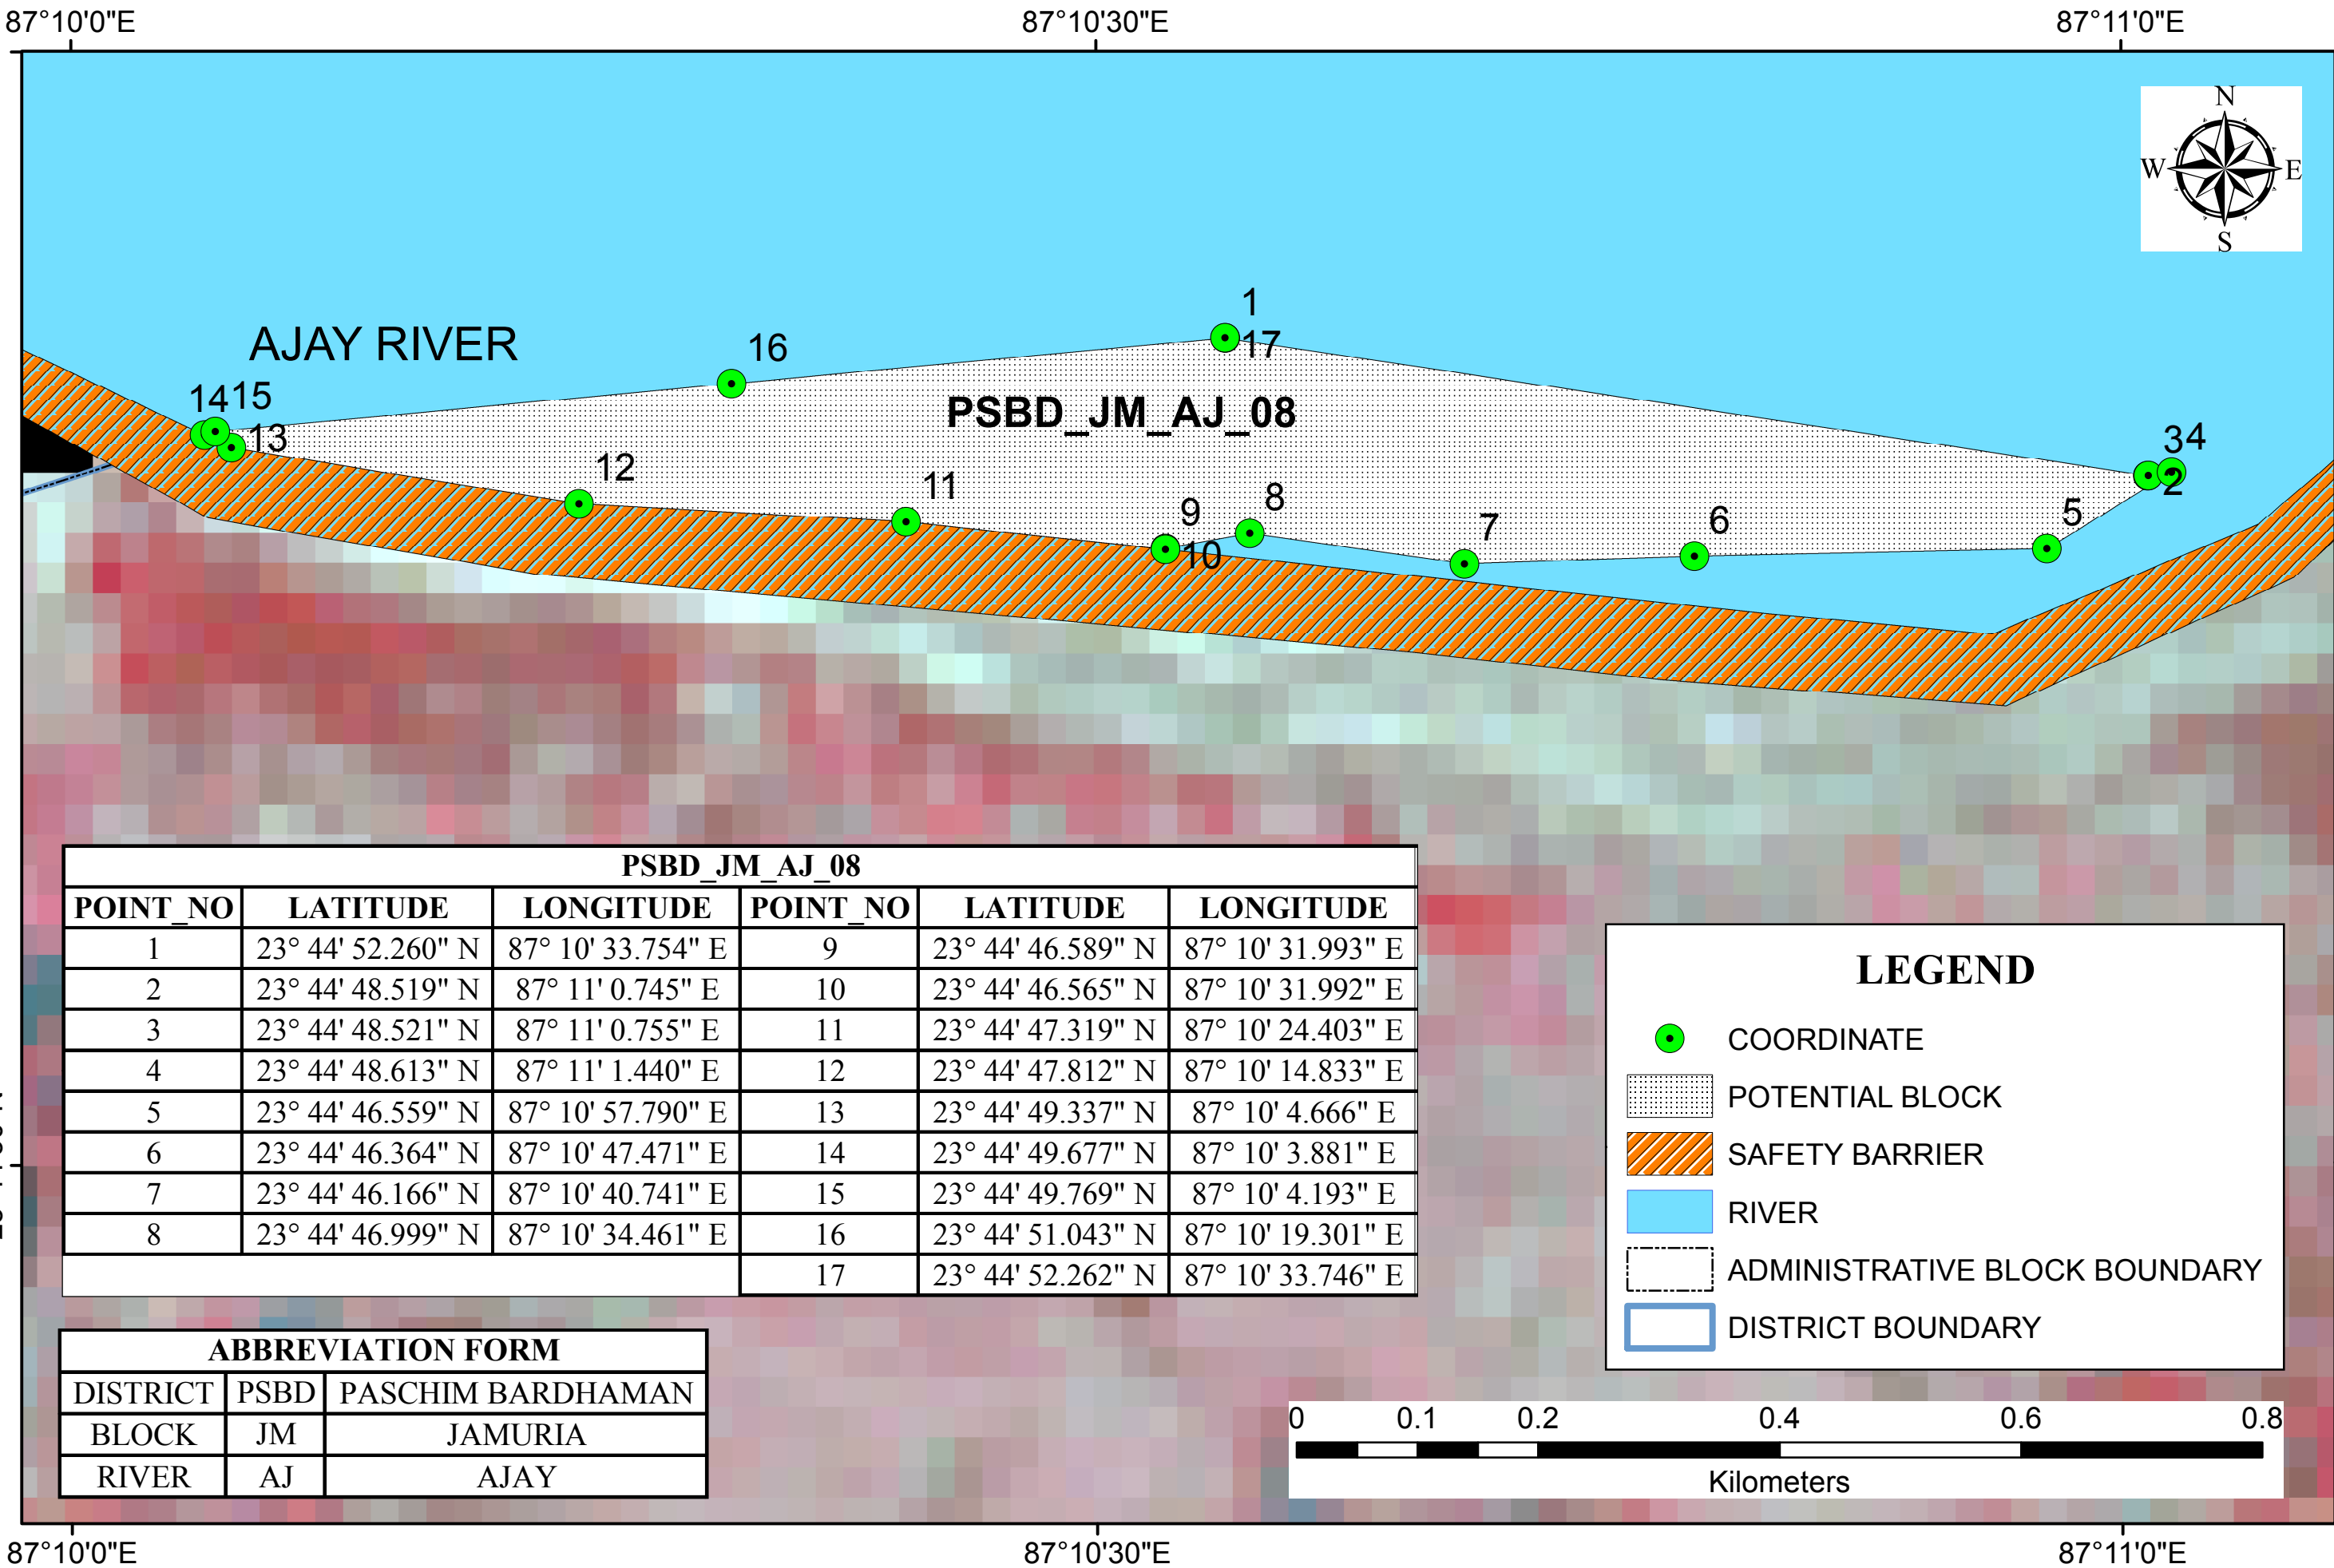 87°10'0"E 87°10'30"E 87°11'0"E
N
W E
S
AJAY RIVER
PSBD_JM_AJ_08
1
17
16
14 15
13
12
11
9
10
8
7
6
5
3 4
2
PSBD_JM_AJ_08
POINT_NO LATITUDE LONGITUDE POINT_NO LATITUDE LONGITUDE
1 23° 44' 52.260" N 87° 10' 33.754" E 9 23° 44' 46.589" N 87° 10' 31.993" E
2 23° 44' 48.519" N 87° 11' 0.745" E 10 23° 44' 46.565" N 87° 10' 31.992" E
3 23° 44' 48.521" N 87° 11' 0.755" E 11 23° 44' 47.319" N 87° 10' 24.403" E
4 23° 44' 48.613" N 87° 11' 1.440" E 12 23° 44' 47.812" N 87° 10' 14.833" E
5 23° 44' 46.559" N 87° 10' 57.790" E 13 23° 44' 49.337" N 87° 10' 4.666" E
6 23° 44' 46.364" N 87° 10' 47.471" E 14 23° 44' 49.677" N 87° 10' 3.881" E
7 23° 44' 46.166" N 87° 10' 40.741" E 15 23° 44' 49.769" N 87° 10' 4.193" E
8 23° 44' 46.999" N 87° 10' 34.461" E 16 23° 44' 51.043" N 87° 10' 19.301" E
17 23° 44' 52.262" N 87° 10' 33.746" E
LEGEND
COORDINATE
POTENTIAL BLOCK
SAFETY BARRIER
RIVER
ADMINISTRATIVE BLOCK BOUNDARY
DISTRICT BOUNDARY
ABBREVIATION FORM
DISTRICT PSBD PASCHIM BARDHAMAN
BLOCK JM JAMURIA
RIVER AJ AJAY
0 0.1 0.2 0.4 0.6 0.8
Kilometers
87°10'0"E 87°10'30"E 87°11'0"E